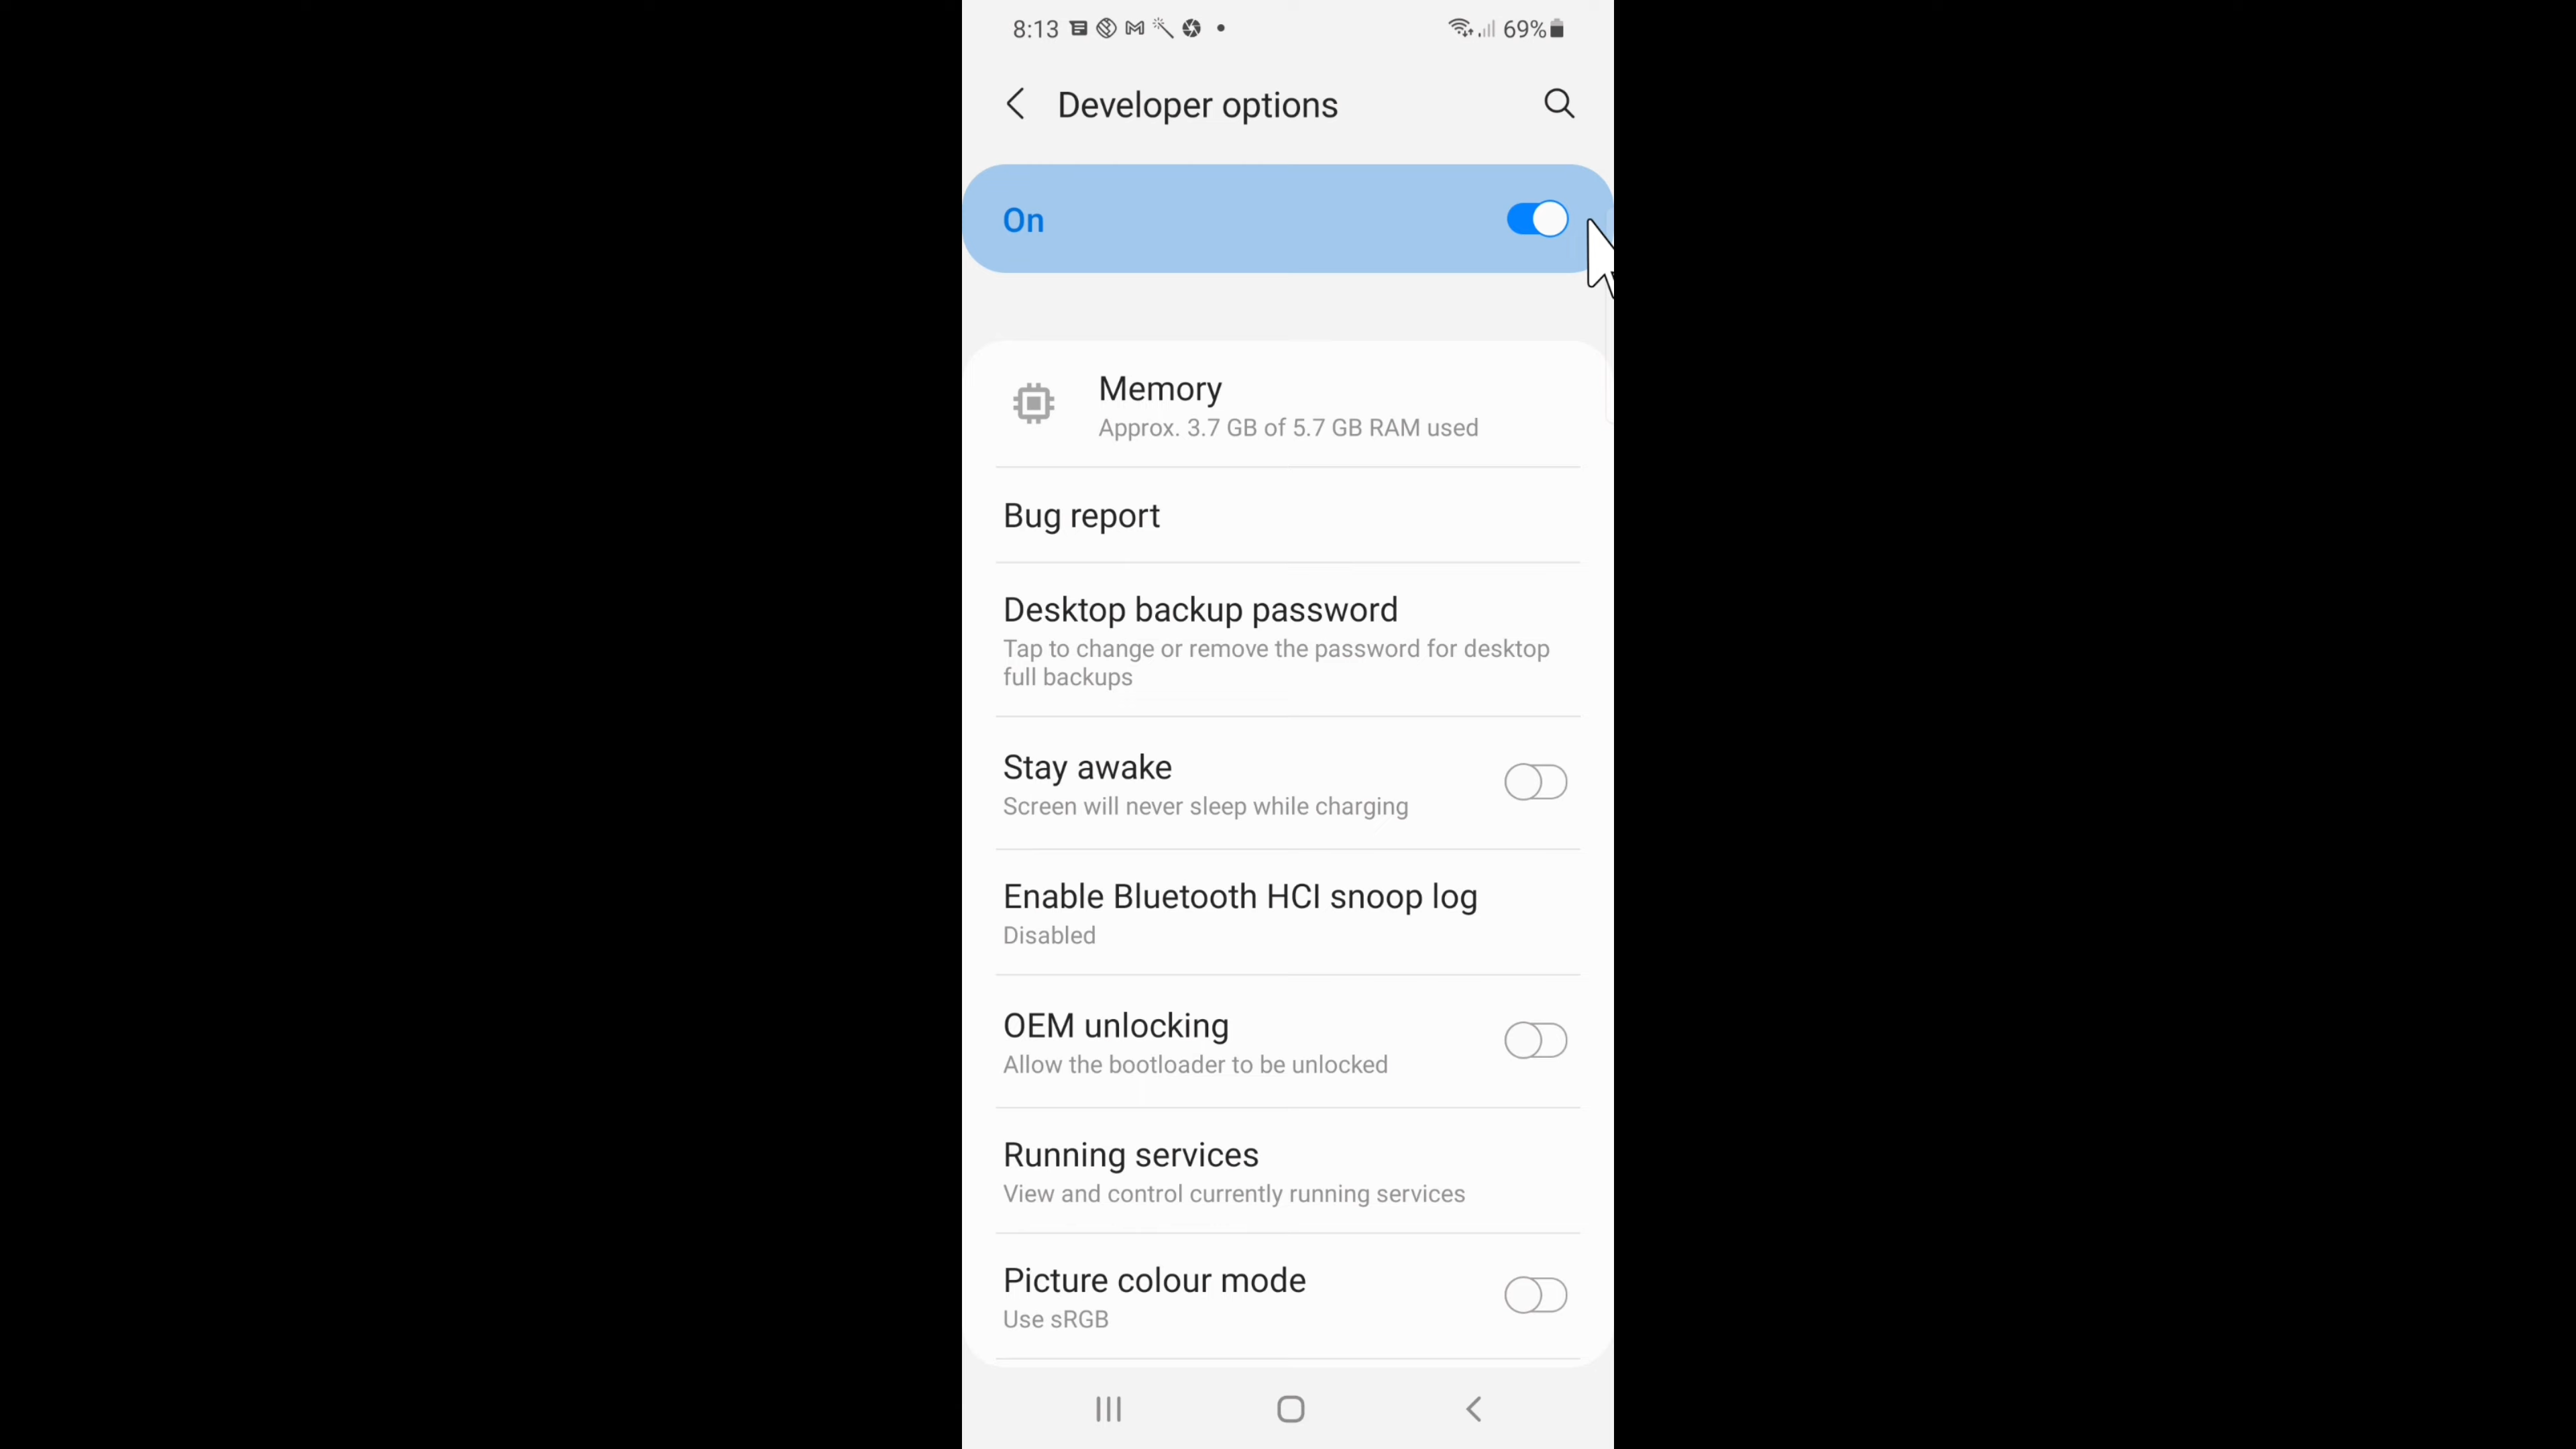 8:13
69%
Developer options
On
Memory
Approx. 3.7 GB of 5.7 GB RAM used
Bug report
Desktop backup password
Tap to change or remove the password for desktop
full backups
Stay awake
Screen will never sleep while charging
Enable Bluetooth HCI snoop log
Disabled
OEM unlocking
Allow the bootloader to be unlocked
Running services
View and control currently running services
Picture colour mode
Use sRGB